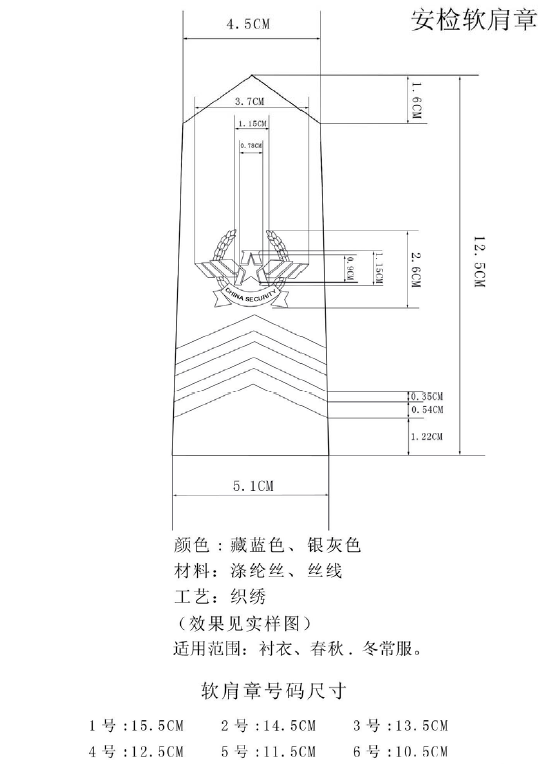 安检软肩章
4.5CM
1.6CM
3.7CM
1.15CM
0.78CM
12.5CM
2.6CM
1.15CM
0.9CM
CHINA SECURITY
0.35CM
0.54CM
1.22CM
5.1CM
颜色:藏蓝色、银灰色
材料:涤纶丝、丝线
工艺:织绣
(效果见实样图)
适用范围:衬衣、春秋.冬常服。
软肩章号码尺寸
1号:15.5CM 2号:14.5CM 3号:13.5CM
4号:12.5CM 5号:11.5CM 6号:10.5CM